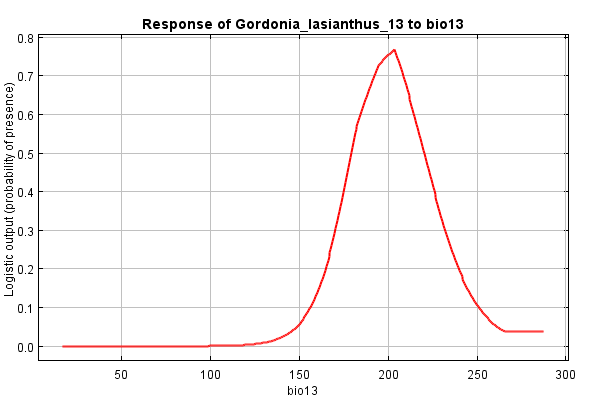 Response of Gordonia_lasianthus_13 to bio13
Logistic output (probability of presence)
0.8
0.7
0.6
0.5
0.4
0.3
0.2
0.1
0.0
50 100 150 200 250 300
bio13